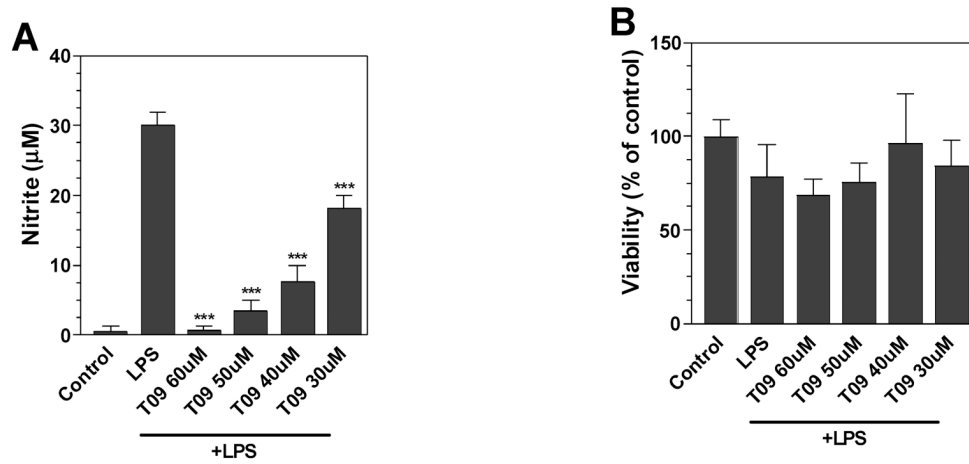 A
Nitrite (μM)
40
30
20
10
0
***
***
***
***
Control
LPS
T09 60uM
T09 50uM
T09 40uM
T09 30uM
+LPS
B
Viability (% of control)
150
100
50
0
Control
LPS
T09 60uM
T09 50uM
T09 40uM
T09 30uM
+LPS